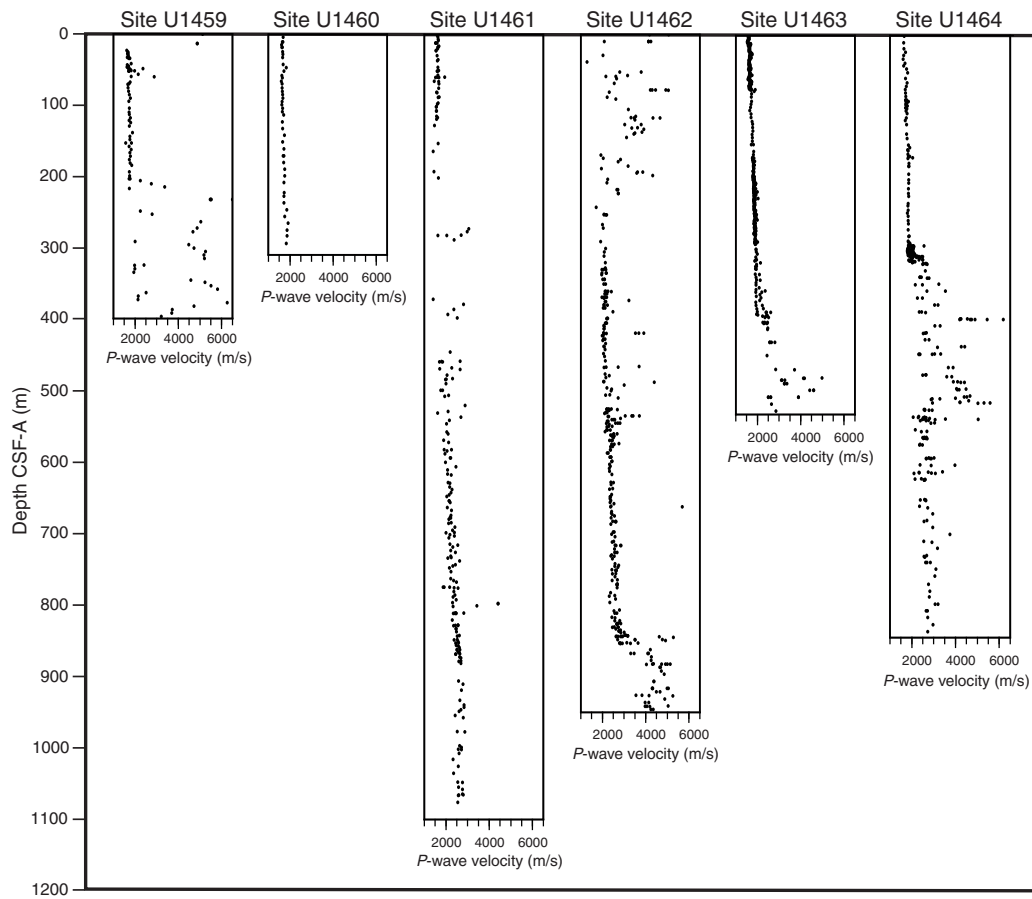 Site U1459 Site U1460 Site U1461 Site U1462 Site U1463 Site U1464
0
100
200
300
2000 4000 6000
P-wave velocity (m/s)
400
2000 4000 6000
P-wave velocity (m/s)
Depth CSF-A (m)
500
2000 4000 6000
P-wave velocity (m/s)
600
700
800
2000 4000 6000
P-wave velocity (m/s)
900
1000
2000 4000 6000
P-wave velocity (m/s)
1100
2000 4000 6000
P-wave velocity (m/s)
1200